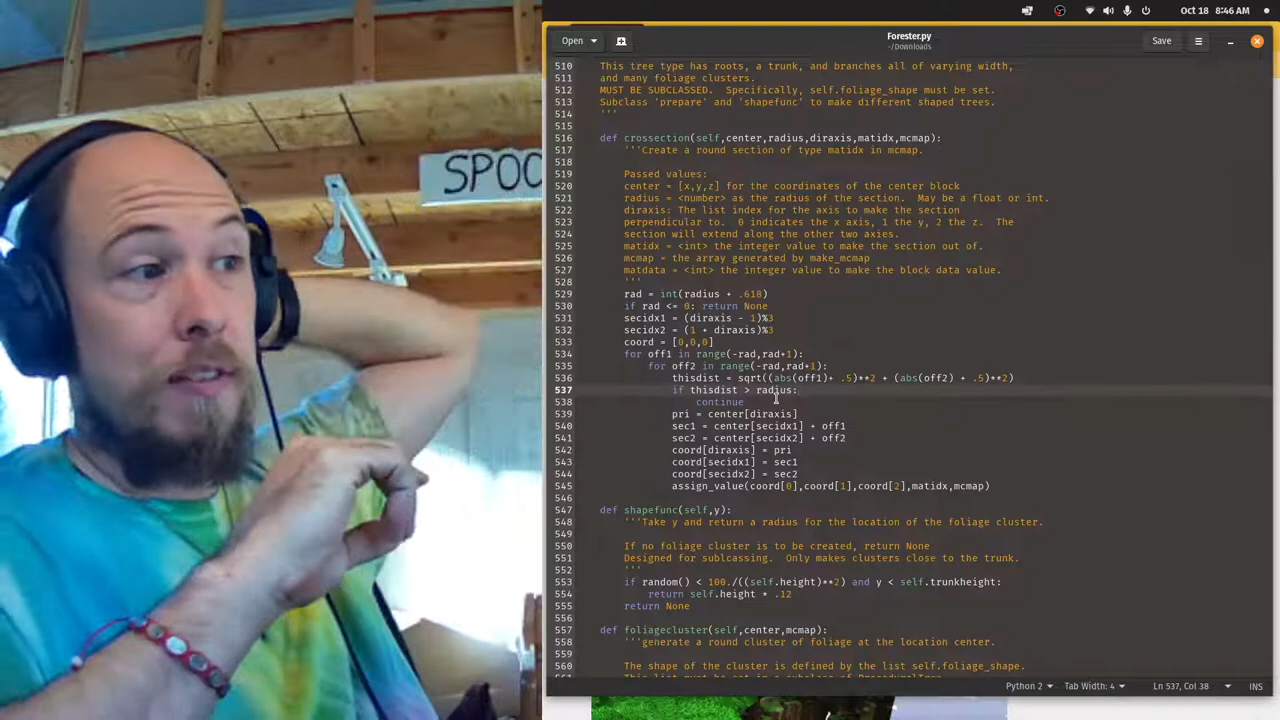 SPOO
Oct 18 8:46 AM
Open
Forester.py
~/Downloads
Save
510 This tree type has roots, a trunk, and branches all of varying width,
511 and many foliage clusters.
512 MUST BE SUBCLASSED.  Specifically, self.foliage_shape must be set.
513 Subclass 'prepare' and 'shapefunc' to make different shaped trees.
514 '''
515
516 def crossection(self,center,radius,diraxis,matidx,mcmap):
517 '''Create a round section of type matidx in mcmap.
518
519 Passed values:
520 center = [x,y,z] for the coordinates of the center block
521 radius = <number> as the radius of the section.  May be a float or int.
522 diraxis: The list index for the axis to make the section
523 perpendicular to.  0 indicates the x axis, 1 the y, 2 the z.  The
524 section will extend along the other two axies.
525 matidx = <int> the integer value to make the section out of.
526 mcmap = the array generated by make_mcmap
527 matdata = <int> the integer value to make the block data value.
528 '''
529 rad = int(radius + .618)
530 if rad <= 0: return None
531 secidx1 = (diraxis - 1)%3
532 secidx2 = (1 + diraxis)%3
533 coord = [0,0,0]
534 for off1 in range(-rad,rad+1):
535 for off2 in range(-rad,rad+1):
536 thisdist = sqrt((abs(off1)+ .5)**2 + (abs(off2) + .5)**2)
537 if thisdist > radius:
538 continue
539 pri = center[diraxis]
540 sec1 = center[secidx1] + off1
541 sec2 = center[secidx2] + off2
542 coord[diraxis] = pri
543 coord[secidx1] = sec1
544 coord[secidx2] = sec2
545 assign_value(coord[0],coord[1],coord[2],matidx,mcmap)
546
547 def shapefunc(self,y):
548 '''Take y and return a radius for the location of the foliage cluster.
549
550 If no foliage cluster is to be created, return None
551 Designed for sublcassing.  Only makes clusters close to the trunk.
552 '''
553 if random() < 100./((self.height)**2) and y < self.trunkheight:
554 return self.height * .12
555 return None
556
557 def foliagecluster(self,center,mcmap):
558 '''generate a round cluster of foliage at the location center.
559
560 The shape of the cluster is defined by the list self.foliage_shape.
Python 2 Tab Width: 4 Ln 537, Col 38 INS